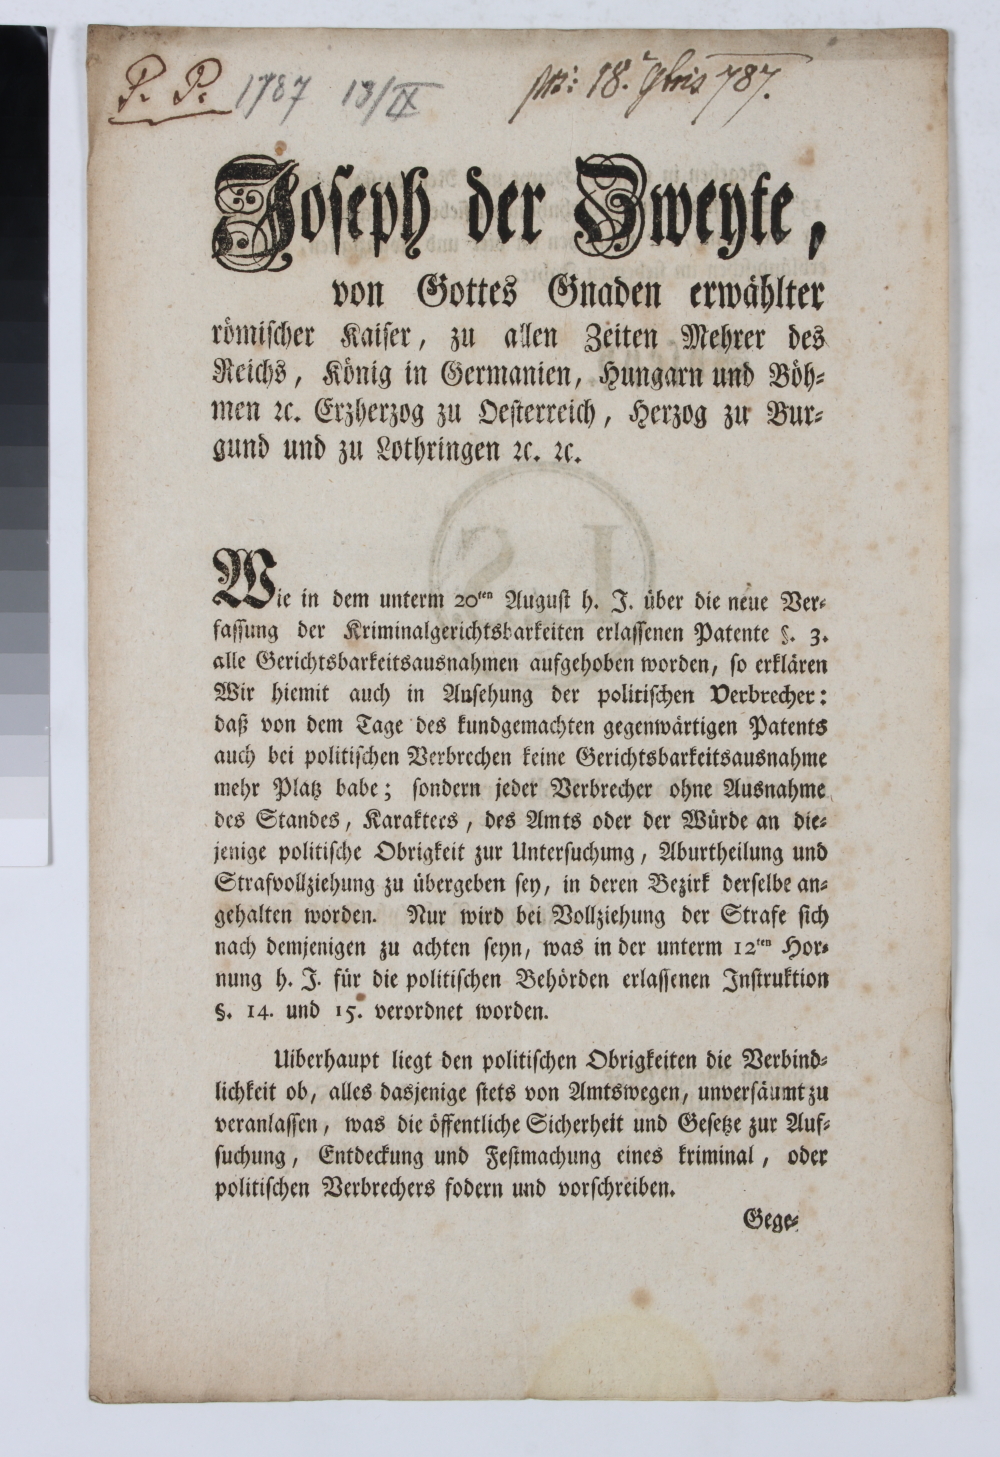 P. P. 1787 13/IX 18. 7bris 787.
Joseph der Zweyte,
von Gottes Gnaden erwählter
römischer Kaiser, zu allen Zeiten Mehrer des
Reichs, König in Germanien, Hungarn und Böh-
men ꝛc. Erzherzog zu Oesterreich, Herzog zu Bur-
gund und zu Lothringen ꝛc. ꝛc.
Wie in dem unterm 20ten August h. J. über die neue Ver-
fassung der Kriminalgerichtsbarkeiten erlassenen Patente §. 3.
alle Gerichtsbarkeitsausnahmen aufgehoben worden, so erklären
Wir hiemit auch in Ansehung der politischen Verbrecher:
daß von dem Tage des kundgemachten gegenwärtigen Patents
auch bei politischen Verbrechen keine Gerichtsbarkeitsausnahme
mehr Platz babe; sondern jeder Verbrecher ohne Ausnahme
des Standes, Karakters, des Amts oder der Würde an die-
jenige politische Obrigkeit zur Untersuchung, Aburtheilung und
Strafvollziehung zu übergeben sey, in deren Bezirk derselbe an-
gehalten worden. Nur wird bei Vollziehung der Strafe sich
nach demjenigen zu achten seyn, was in der unterm 12ten Hor-
nung h. J. für die politischen Behörden erlassenen Instruktion
§. 14. und 15. verordnet worden.
Uiberhaupt liegt den politischen Obrigkeiten die Verbind-
lichkeit ob, alles dasjenige stets von Amtswegen, unversäumt zu
veranlassen, was die öffentliche Sicherheit und Gesetze zur Auf-
suchung, Entdeckung und Festmachung eines kriminal, oder
politischen Verbrechers fodern und vorschreiben.
Gege-